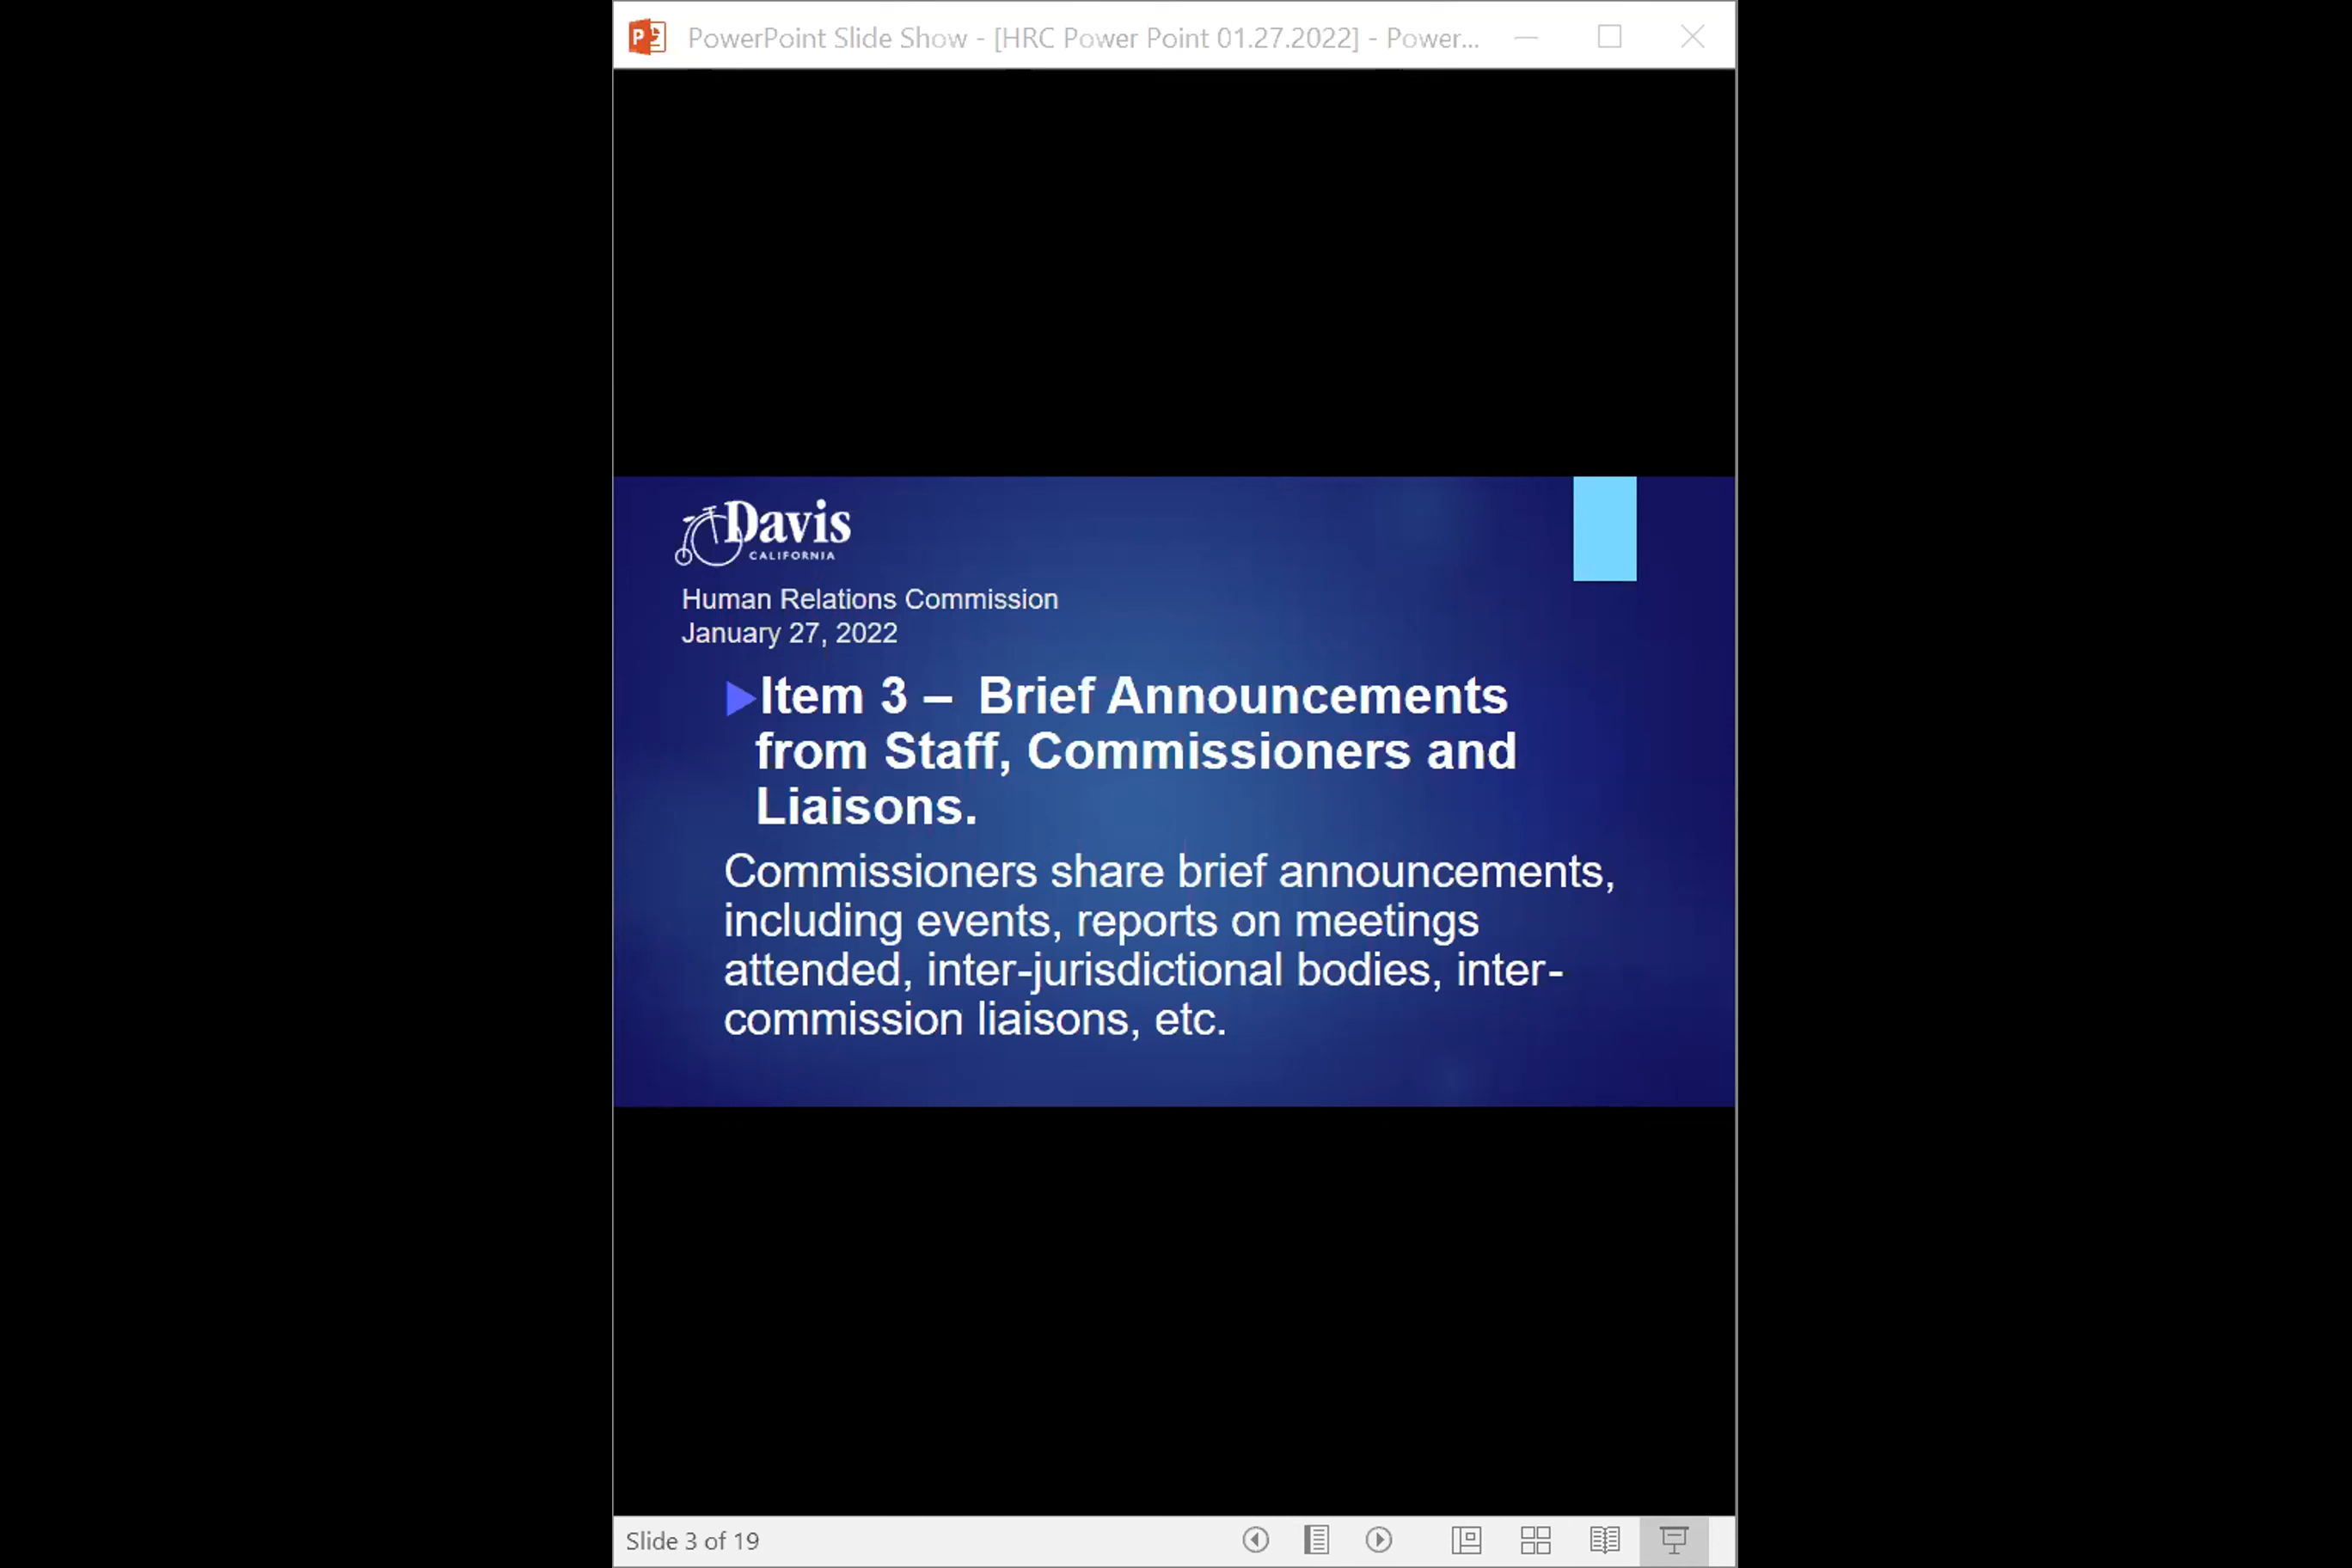 PowerPoint Slide Show - [HRC Power Point 01.27.2022] - Power...
Davis
CALIFORNIA
Human Relations Commission
January 27, 2022
Item 3 – Brief Announcements
from Staff, Commissioners and
Liaisons.
Commissioners share brief announcements,
including events, reports on meetings
attended, inter-jurisdictional bodies, inter-
commission liaisons, etc.
Slide 3 of 19